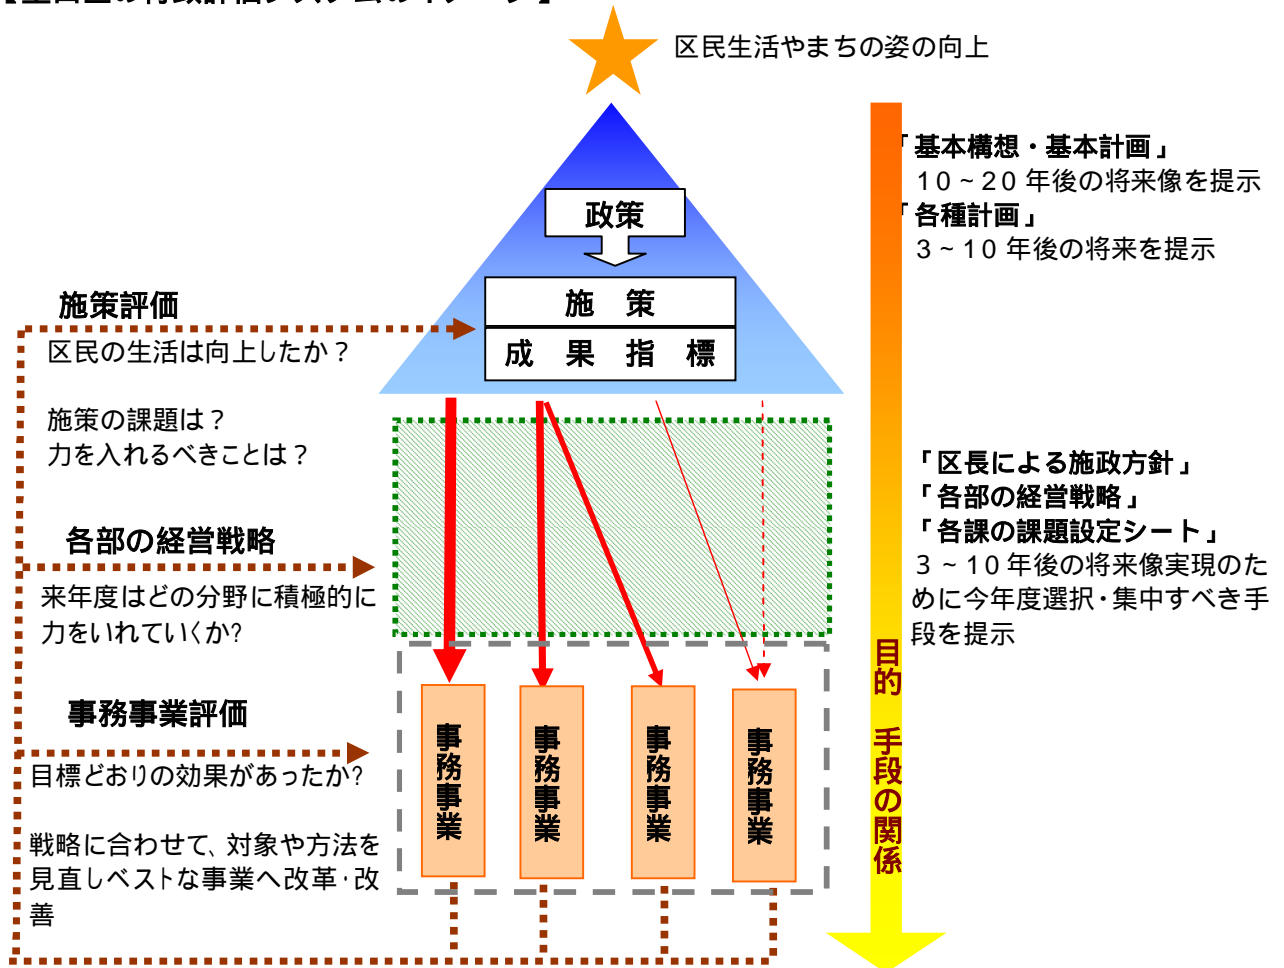 区民生活やまちの姿の向上
「基本構想・基本計画」
10~20年後の将来像を提示
「各種計画」
3~10年後の将来を提示
政策
施 策
成 果 指 標
施策評価
区民の生活は向上したか？
施策の課題は？
力を入れるべきことは？
各部の経営戦略
来年度はどの分野に積極的に
力をいれていくか?
「区長による施政方針」
「各部の経営戦略」
「各課の課題設定シート」
3~10年後の将来像実現のた
めに今年度選択・集中すべき手
段を提示
事務事業評価
目標どおりの効果があったか?
戦略に合わせて、対象や方法を
見直しベストな事業へ改革・改
善
事務事業
事務事業
事務事業
事務事業
目的 手段の関係